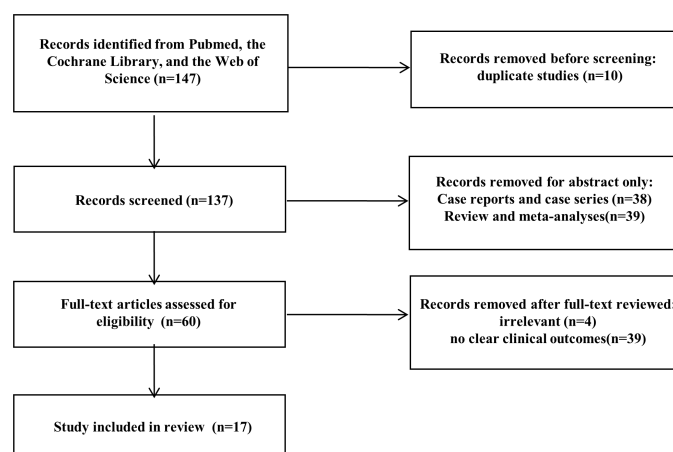 Records identified from Pubmed, the
Cochrane Library, and the Web of
Science (n=147)
Records removed before screening:
duplicate studies (n=10)
Records screened (n=137)
Records removed for abstract only:
Case reports and case series (n=38)
Review and meta-analyses(n=39)
Full-text articles assessed for
eligibility (n=60)
Records removed after full-text reviewed:
irrelevant (n=4)
no clear clinical outcomes(n=39)
Study included in review (n=17)